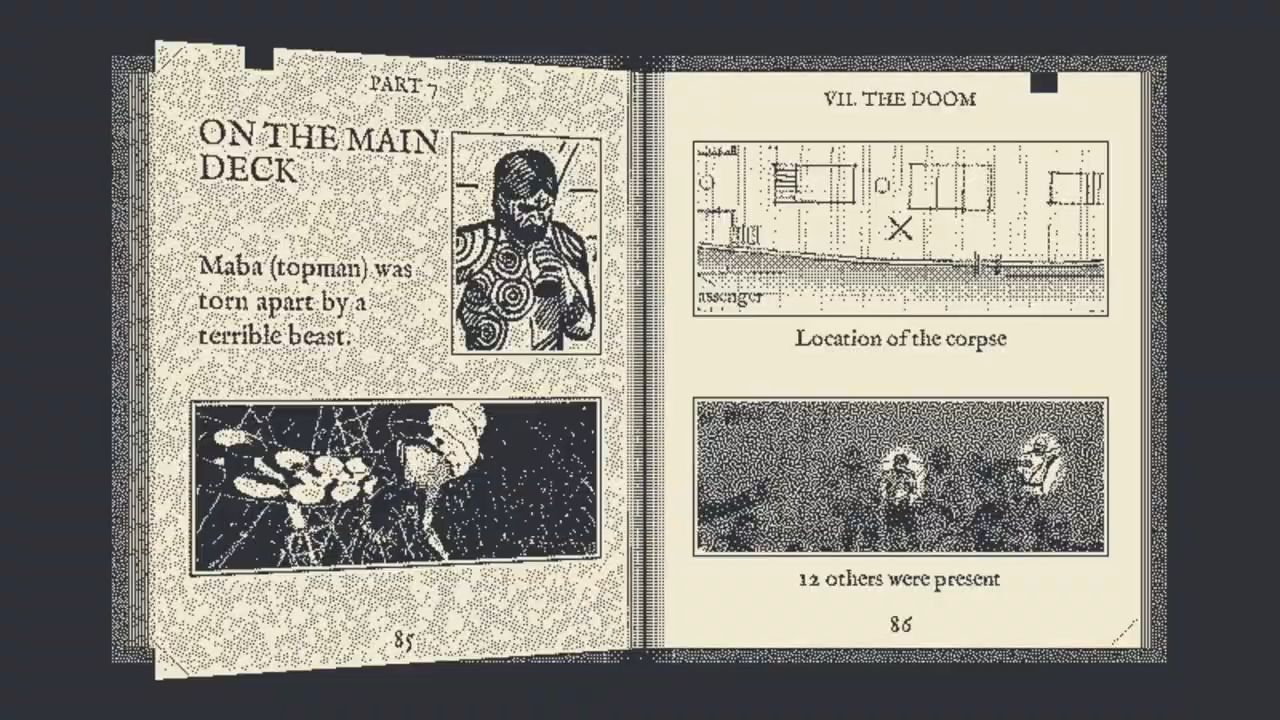 PART 7
ON THE MAIN
DECK
Maba (topman) was
torn apart by a
terrible beast.
85
VII. THE DOOM
assenger
Location of the corpse
12 others were present
86